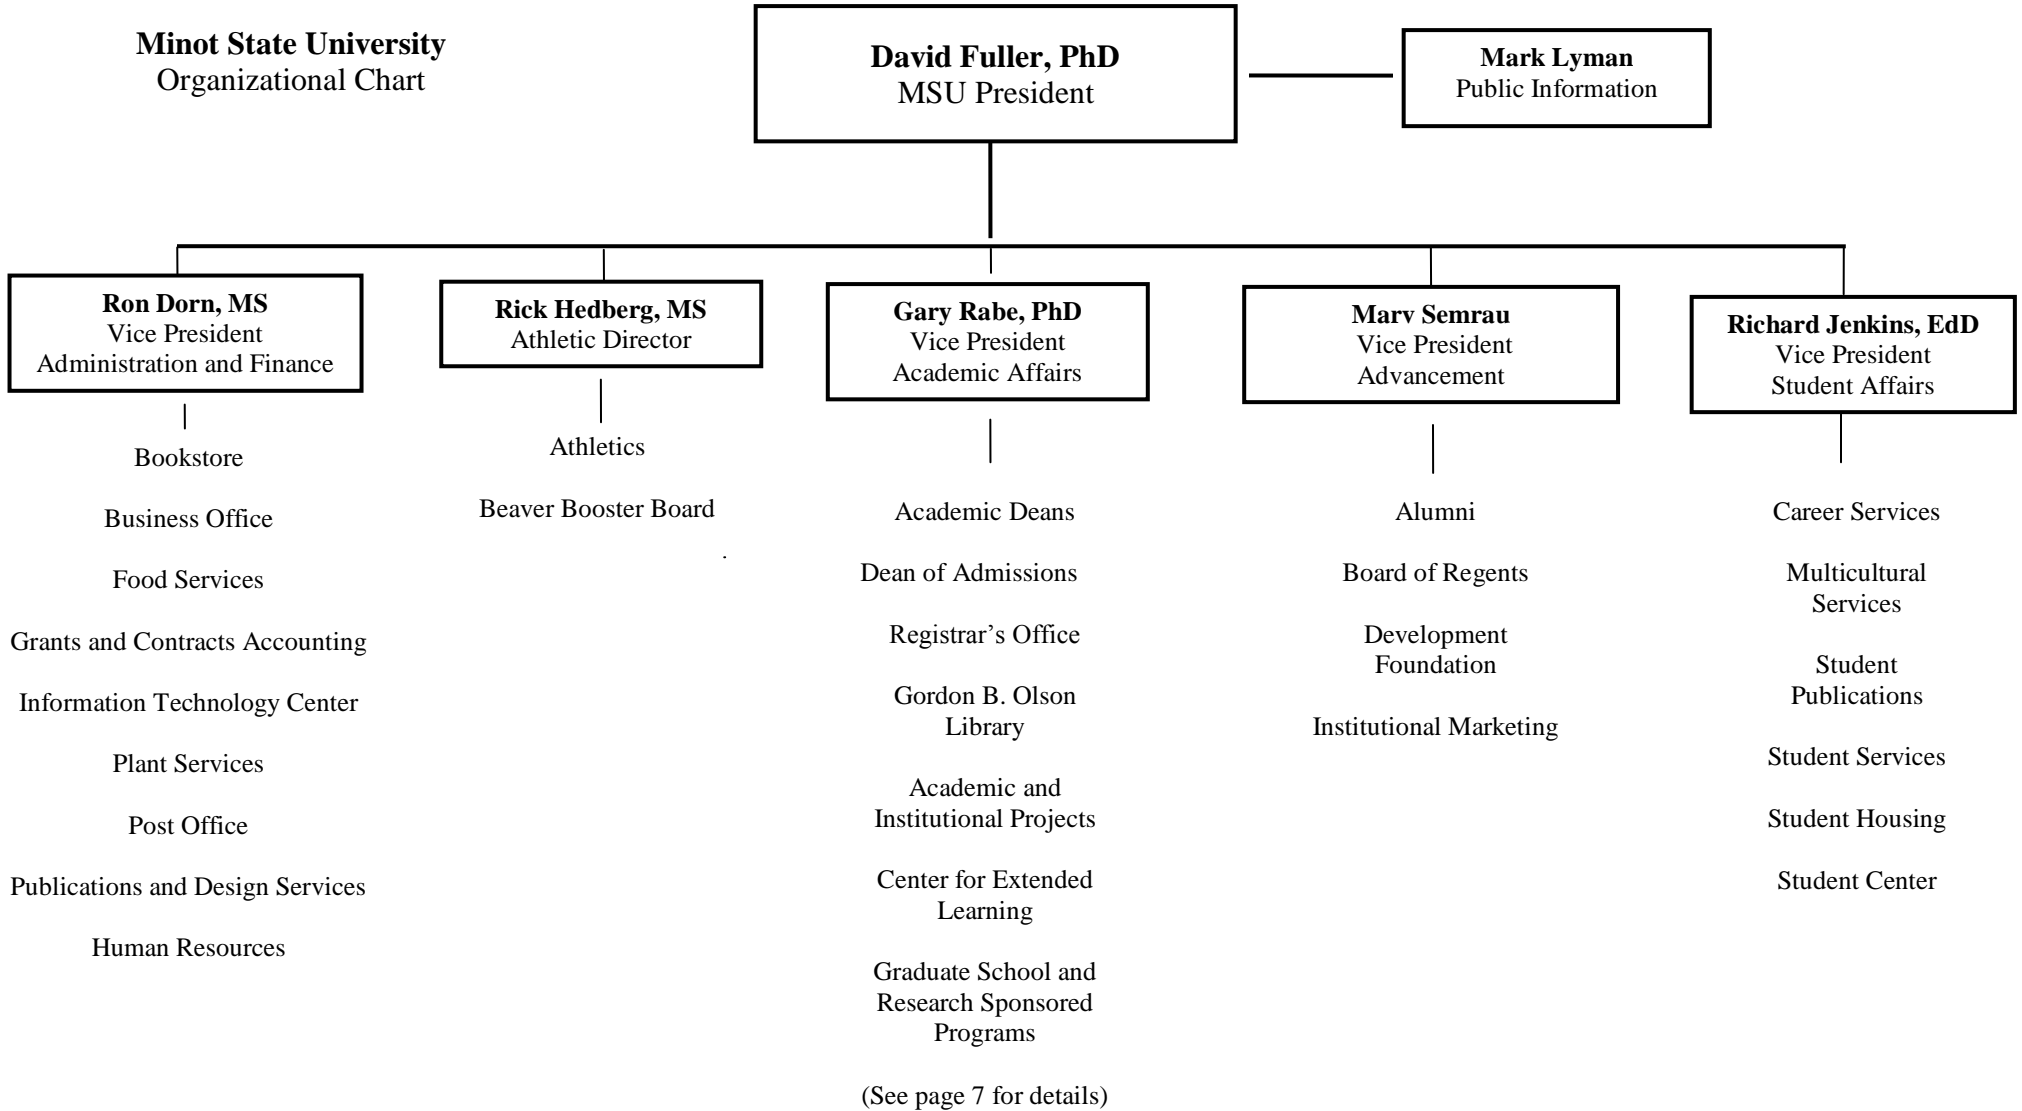 Minot State University
Organizational Chart
David Fuller, PhD
MSU President
Mark Lyman
Public Information
Ron Dorn, MS
Vice President
Administration and Finance
Bookstore
Business Office
Food Services
Grants and Contracts Accounting
Information Technology Center
Plant Services
Post Office
Publications and Design Services
Human Resources
Rick Hedberg, MS
Athletic Director
Athletics
Beaver Booster Board
.
Gary Rabe, PhD
Vice President
Academic Affairs
Academic Deans
Dean of Admissions
Registrar’s Office
Gordon B. Olson
Library
Academic and
Institutional Projects
Center for Extended
Learning
Graduate School and
Research Sponsored
Programs
(See page 7 for details)
Marv Semrau
Vice President
Advancement
Alumni
Board of Regents
Development
Foundation
Institutional Marketing
Richard Jenkins, EdD
Vice President
Student Affairs
Career Services
Multicultural
Services
Student
Publications
Student Services
Student Housing
Student Center